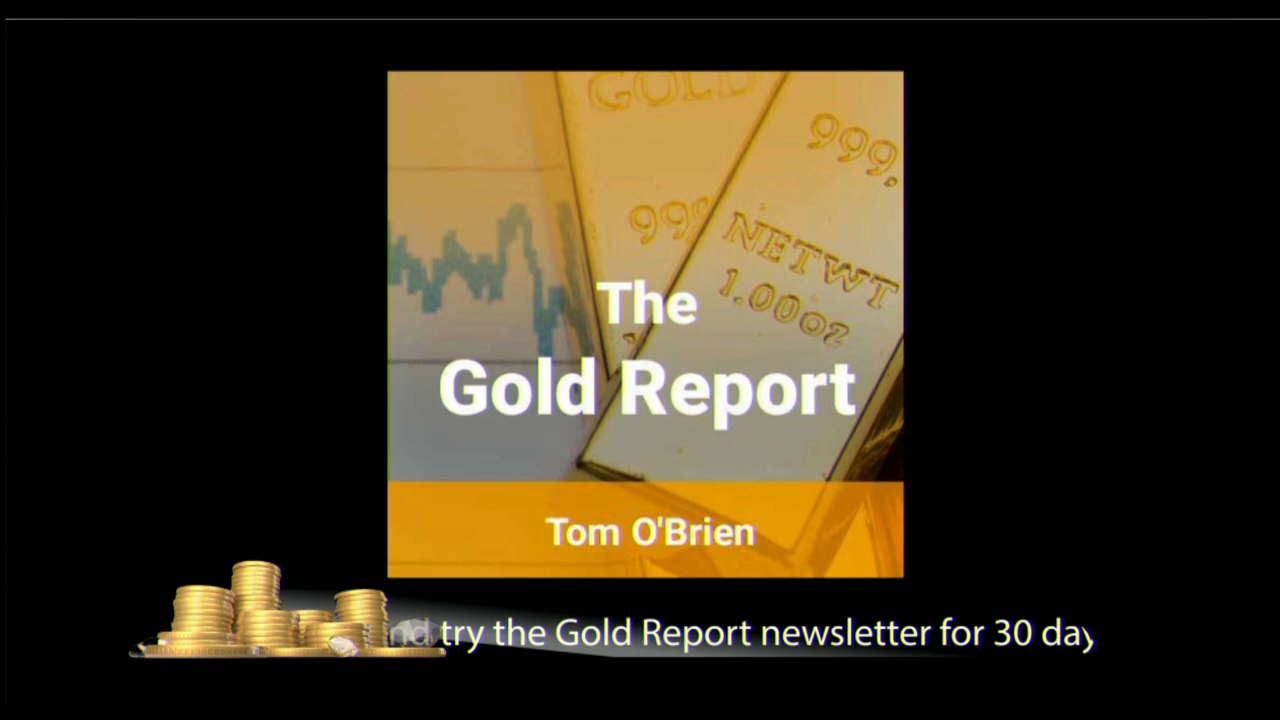 GOLD
999.
999
NETWT
1.00OZ
The
Gold Report
Tom O'Brien
try the Gold Report newsletter for 30